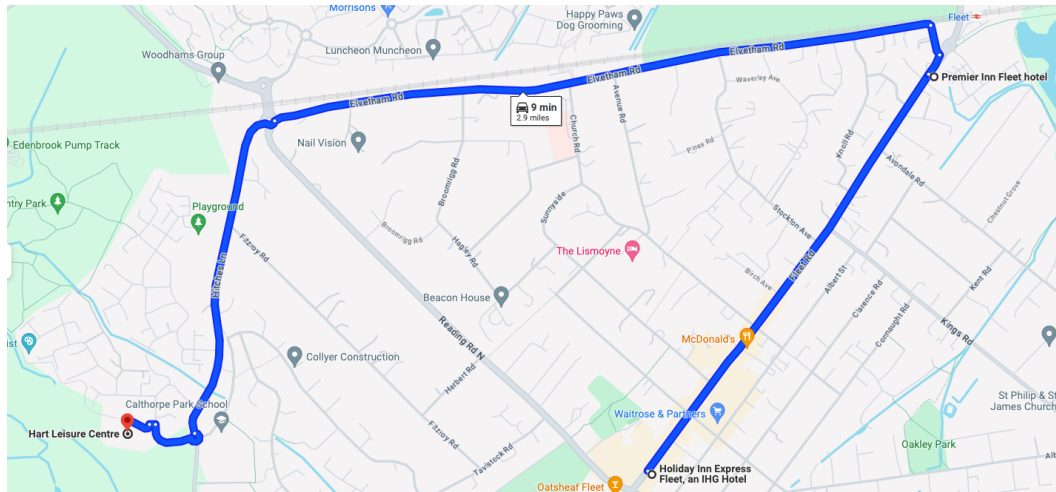 Morrisons
Happy Paws
Dog Grooming
Fleet
Woodhams Group
Luncheon Muncheon
Premier Inn Fleet hotel
Elvetham Rd
Elvetham Rd
Elvetham Rd
Waverley Ave
9 min
2.9 miles
Church Rd
Avenue Rd
Edenbrook Pump Track
Nail Vision
Pines Rd
Knoll Rd
Avondale Rd
Broomrigg Rd
Chestnut Grove
ntry Park
Playground
Sunnyside
Stockton Ave
Broomrigg Rd
Fitzroy Rd
Hagley Rd
The Lismoyne
Fleet Rd
Hitches Ln
Birch Ave
Albert St
Kent Rd
Clarence Rd
Beacon House
Connaught Rd
Reading Rd N
Kings Rd
McDonald's
ist
Collyer Construction
Herbert Rd
St Philip & St
James Church
Calthorpe Park School
Waitrose & Partners
Hart Leisure Centre
Fitzroy Rd
Oakley Park
Tavistock Rd
Alb
Holiday Inn Express
Fleet, an IHG Hotel
Oatsheaf Fleet